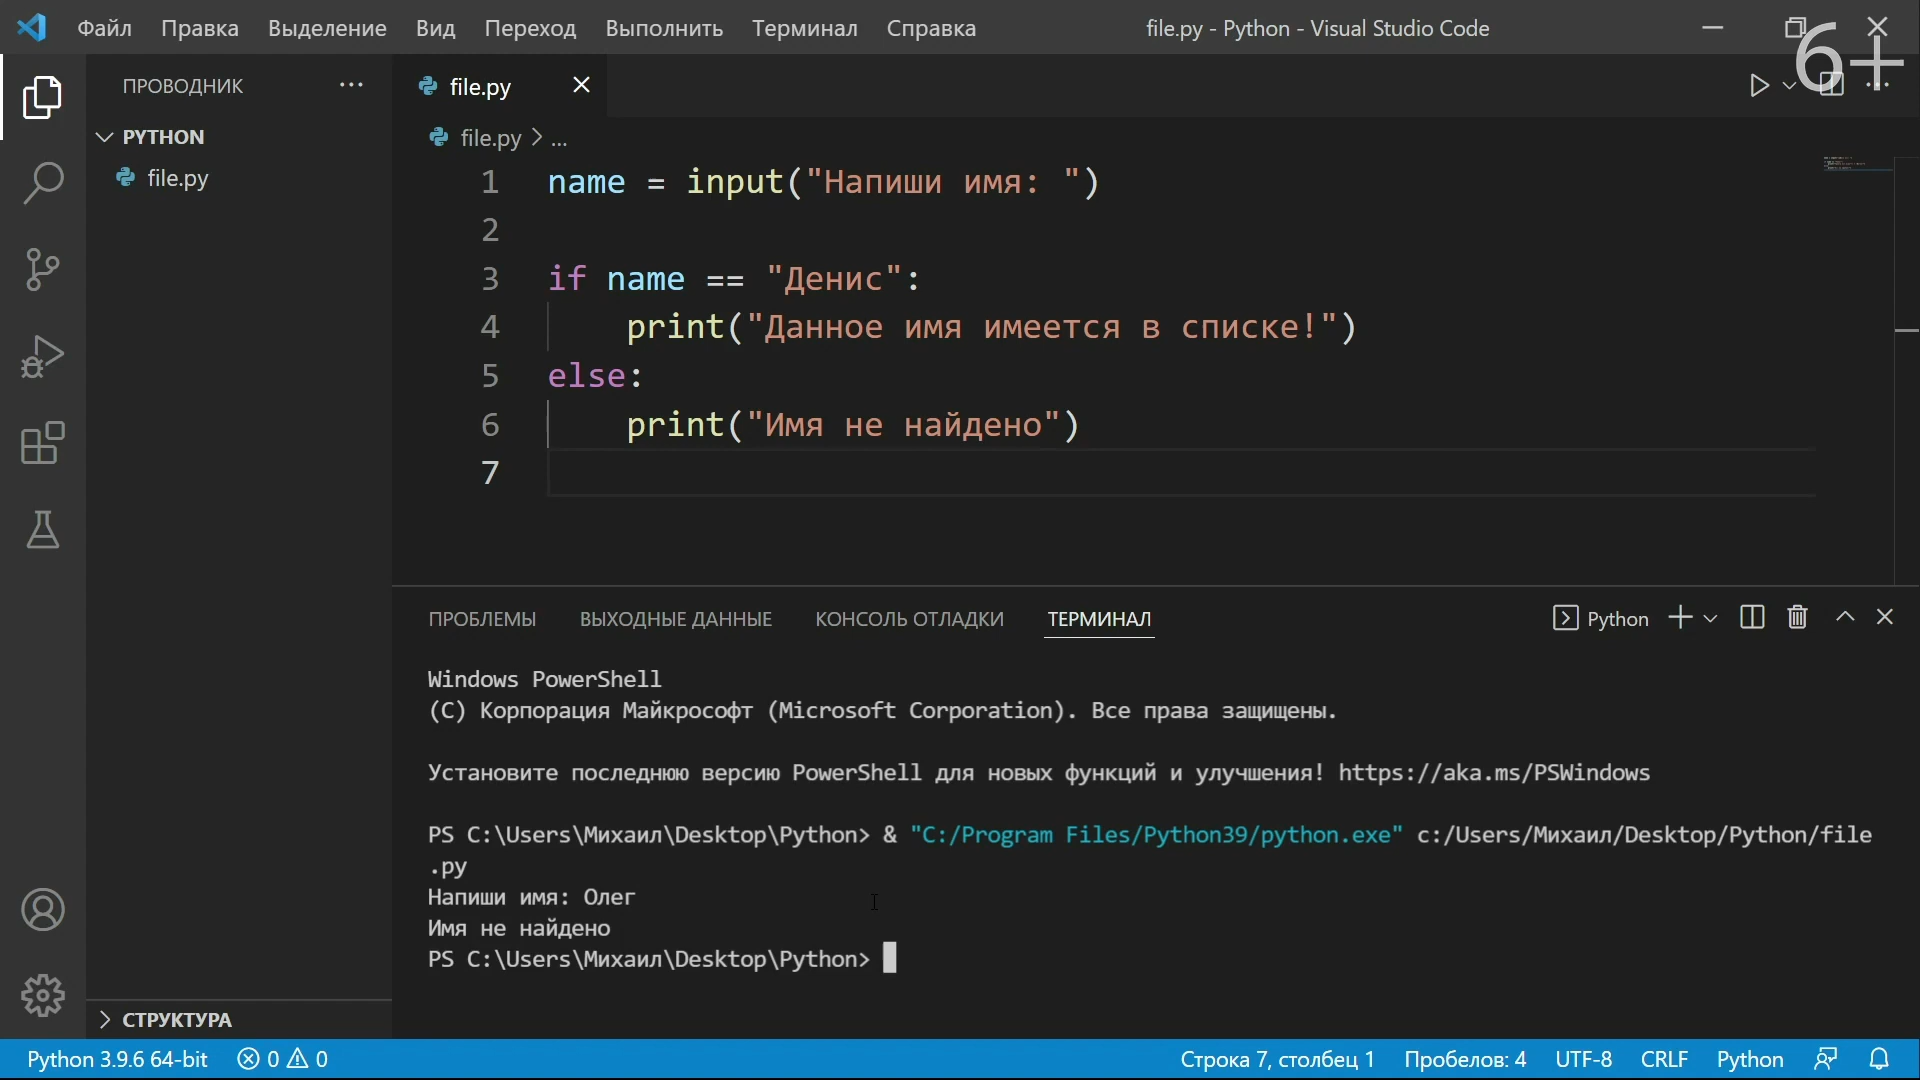 Файл Правка Выделение Вид Переход Выполнить Терминал Справка file.py - Python - Visual Studio Code
6+
ПРОВОДНИК ...
file.py
PYTHON
file.py > ...
file.py
1 name = input("Напиши имя: ")
2
3 if name == "Денис":
4 print("Данное имя имеется в списке!")
5 else:
6 print("Имя не найдено")
7
ПРОБЛЕМЫ ВЫХОДНЫЕ ДАННЫЕ КОНСОЛЬ ОТЛАДКИ ТЕРМИНАЛ Python
Windows PowerShell
(C) Корпорация Майкрософт (Microsoft Corporation). Все права защищены.
Установите последнюю версию PowerShell для новых функций и улучшения! https://aka.ms/PSWindows
PS C:\Users\Михаил\Desktop\Python> & "C:/Program Files/Python39/python.exe" c:/Users/Михаил/Desktop/Python/file
.py
Напиши имя: Олег
Имя не найдено
PS C:\Users\Михаил\Desktop\Python>
СТРУКТУРА
Python 3.9.6 64-bit 0 0 Строка 7, столбец 1 Пробелов: 4 UTF-8 CRLF Python